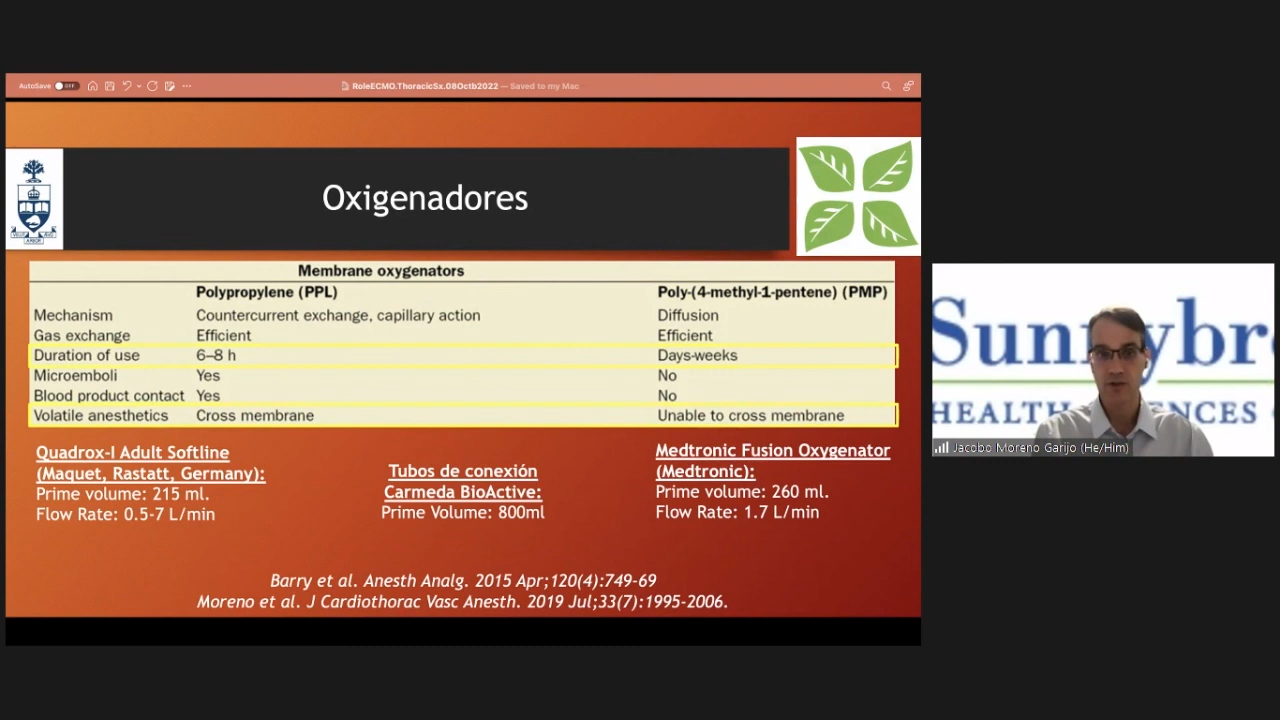 AutoSave OFF RoleECMO.ThoracicSx.08Octb2022 — Saved to my Mac
Oxigenadores
Membrane oxygenators
Polypropylene (PPL) Poly-(4-methyl-1-pentene) (PMP)
Mechanism Countercurrent exchange, capillary action Diffusion
Gas exchange Efficient Efficient
Duration of use 6–8 h Days-weeks
Microemboli Yes No
Blood product contact Yes No
Volatile anesthetics Cross membrane Unable to cross membrane
Quadrox-I Adult Softline
(Maquet, Rastatt, Germany):
Prime volume: 215 ml.
Flow Rate: 0.5-7 L/min
Tubos de conexión
Carmeda BioActive:
Prime Volume: 800ml
Medtronic Fusion Oxygenator
(Medtronic):
Prime volume: 260 ml.
Flow Rate: 1.7 L/min
Barry et al. Anesth Analg. 2015 Apr;120(4):749-69
Moreno et al. J Cardiothorac Vasc Anesth. 2019 Jul;33(7):1995-2006.
Sunnybr
HEALTH
Jacobo Moreno Garijo (He/Him)